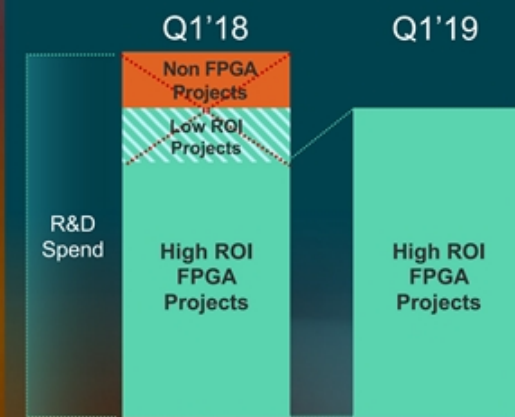 Q1'18
Q1'19
Non FPGA
Projects
Low ROI
Projects
R&D
Spend
High ROI
FPGA
Projects
High ROI
FPGA
Projects